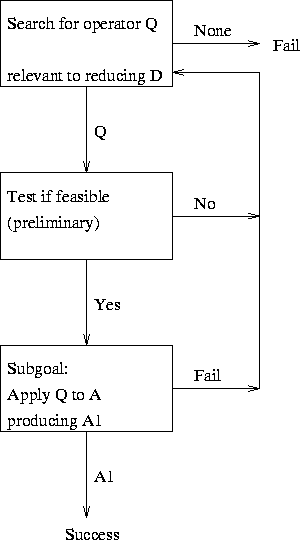 Search for operator Q
relevant to reducing D
None
Fail
Q
Test if feasible
(preliminary)
No
Yes
Subgoal:
Apply Q to A
producing A1
Fail
A1
Success